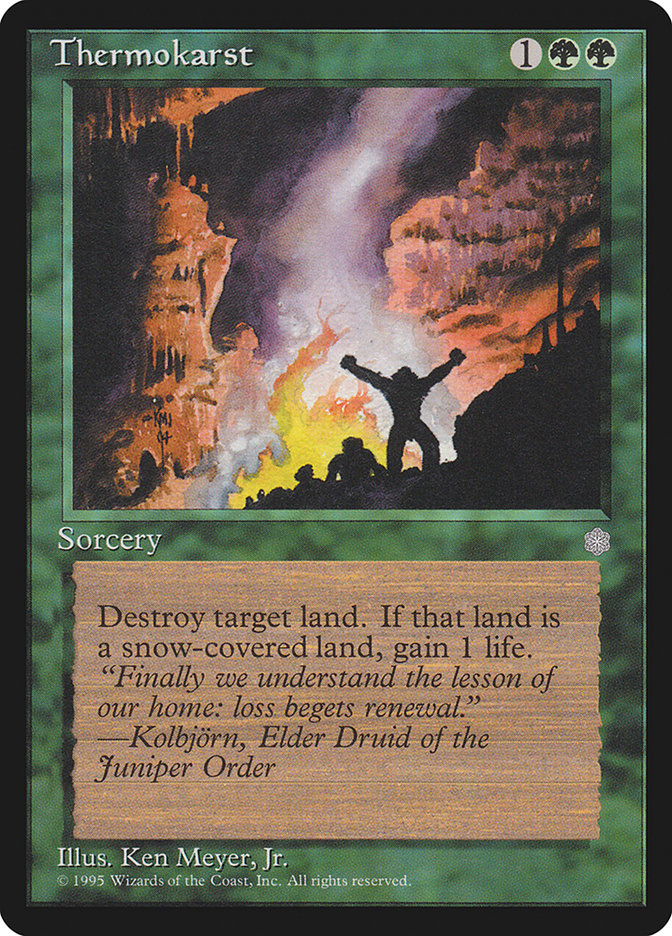 Thermokarst
1
Sorcery
Destroy target land. If that land is
a snow-covered land, gain 1 life.
“Finally we understand the lesson of
our home: loss begets renewal.”
—Kolbjörn, Elder Druid of the
Juniper Order
Illus. Ken Meyer, Jr.
© 1995 Wizards of the Coast, Inc. All rights reserved.